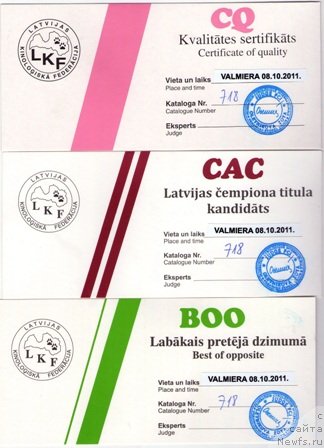 LATVIJAS
LKF
KINOLOĢISKĀ FEDERĀCIJA
CQ
Kvalitātes sertifikāts
Certificate of quality
Vieta un laiks VALMIERA 08.10.2011.
Place and time
Kataloga Nr. 718
Catalogue Number
Eksperts
Judge
LATVIJAS
LKF
KINOLOĢISKĀ FEDERĀCIJA
CAC
Latvijas čempiona titula
kandidāts
Vieta un laiks VALMIERA 08.10.2011.
Place and time
Kataloga Nr. 718
Catalogue Number
Eksperts
Judge
LATVIJAS
LKF
KINOLOĢISKĀ FEDERĀCIJA
BOO
Labākais pretējā dzimumā
Best of opposite
Vieta un laiks VALMIERA 08.10.2011.
Place and time
Kataloga Nr. 718
Catalogue Number
Eksperts
Judge
С сайта
Newfs.ru